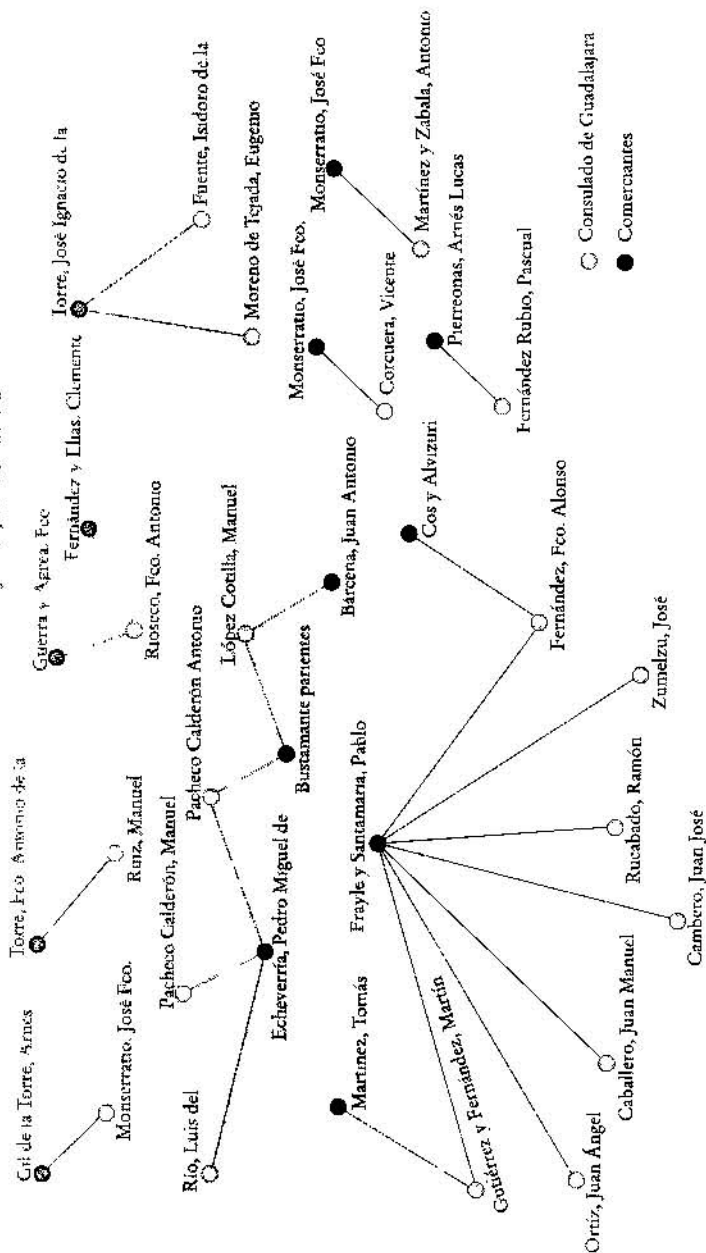 Gil de la Torre, Arnés
Monserrato, José Fco.
Torre, Fco. Antonio de la
Ruiz, Manuel
Guerra y Agrea, Fco
Rioseco, Fco. Antonio
Fernández y Elías, Clemente
Torre, José Ignacio de la
Fuente, Isidoro de la
Moreno de Tejada, Eugenio
Río, Luis del
Pacheco Calderón, Manuel
Echeverría, Pedro Miguel de
Pacheco Calderón Antonio
Bustamante parientes
López Cotilla, Manuel
Bárcena, Juan Antonio
Monserrato, José Fco.
Corcuera, Vicente
Monserrato, José Fco
Martínez y Zabala, Antonio
Martínez, Tomás
Gutiérrez y Fernández, Martín
Frayle y Santamaría, Pablo
Cos y Alvizuri
Fernández, Fco. Alonso
Pierreonas, Arnés Lucas
Fernández Rubio, Pascual
Ortíz, Juan Ángel
Caballero, Juan Manuel
Cambero, Juan José
Rucabado, Ramón
Zumelzu, José
Consulado de Guadalajara
Comerciantes